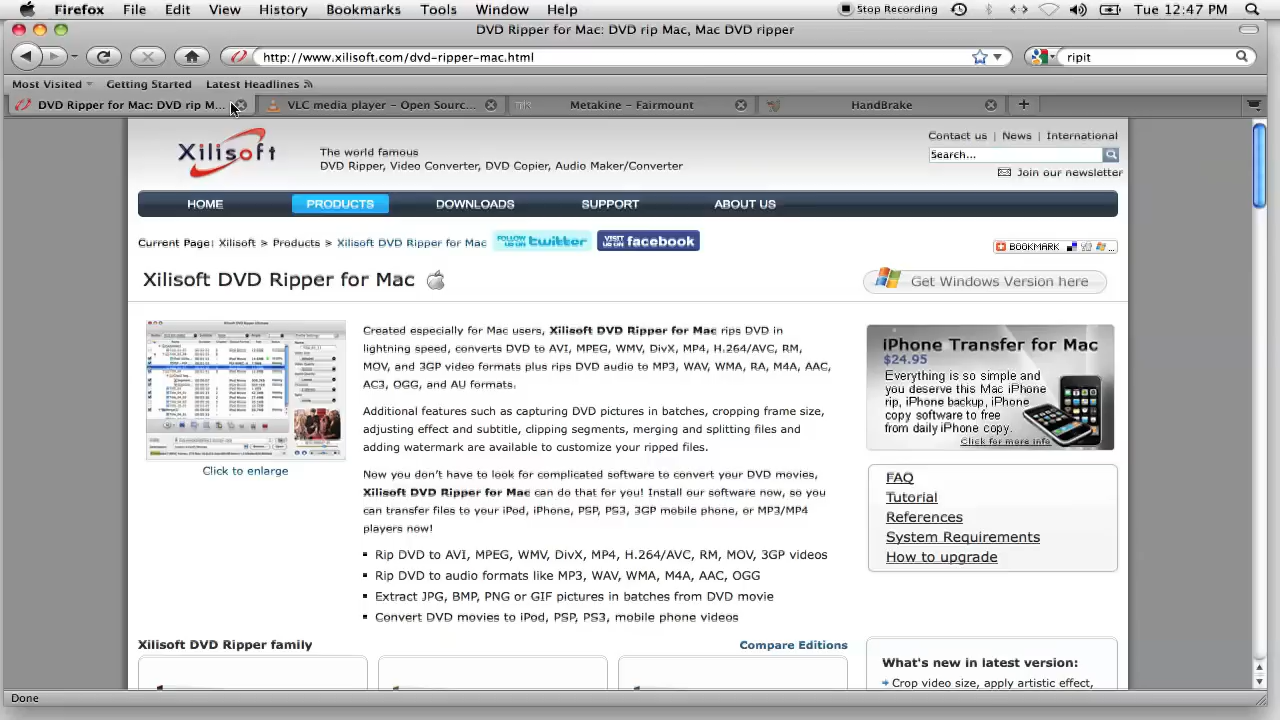 Firefox File Edit View History Bookmarks Tools Window Help Stop Recording Tue 12:47 PM
DVD Ripper for Mac: DVD rip Mac, Mac DVD ripper
http://www.xilisoft.com/dvd-ripper-mac.html ripit
Most Visited Getting Started Latest Headlines
DVD Ripper for Mac: DVD rip M... VLC media player – Open Sourc... Metakine – Fairmount HandBrake
Xilisoft
The world famous
DVD Ripper, Video Converter, DVD Copier, Audio Maker/Converter
Contact us | News | International
Search...
Join our newsletter
HOME PRODUCTS DOWNLOADS SUPPORT ABOUT US
Current Page: Xilisoft > Products > Xilisoft DVD Ripper for Mac FOLLOW US ON twitter VISIT US ON facebook
BOOKMARK
Xilisoft DVD Ripper for Mac
Get Windows Version here
Created especially for Mac users, Xilisoft DVD Ripper for Mac rips DVD in
lightning speed, converts DVD to AVI, MPEG, WMV, DivX, MP4, H.264/AVC, RM,
MOV, and 3GP video formats plus rips DVD audio to MP3, WAV, WMA, RA, M4A, AAC,
AC3, OGG, and AU formats.
Additional features such as capturing DVD pictures in batches, cropping frame size,
adjusting effect and subtitle, clipping segments, merging and splitting files and
adding watermark are available to customize your ripped files.
Click to enlarge
Now you don't have to look for complicated software to convert your DVD movies,
Xilisoft DVD Ripper for Mac can do that for you! Install our software now, so you
can transfer files to your iPod, iPhone, PSP, PS3, 3GP mobile phone, or MP3/MP4
players now!
Rip DVD to AVI, MPEG, WMV, DivX, MP4, H.264/AVC, RM, MOV, 3GP videos
Rip DVD to audio formats like MP3, WAV, WMA, M4A, AAC, OGG
Extract JPG, BMP, PNG or GIF pictures in batches from DVD movie
Convert DVD movies to iPod, PSP, PS3, mobile phone videos
iPhone Transfer for Mac
$24.95
Everything is so simple and
you deserve this Mac iPhone
rip, iPhone backup, iPhone
copy software to free
from daily iPhone copy.
Click for more info
FAQ
Tutorial
References
System Requirements
How to upgrade
Xilisoft DVD Ripper family Compare Editions
What's new in latest version:
Crop video size, apply artistic effect,
Done